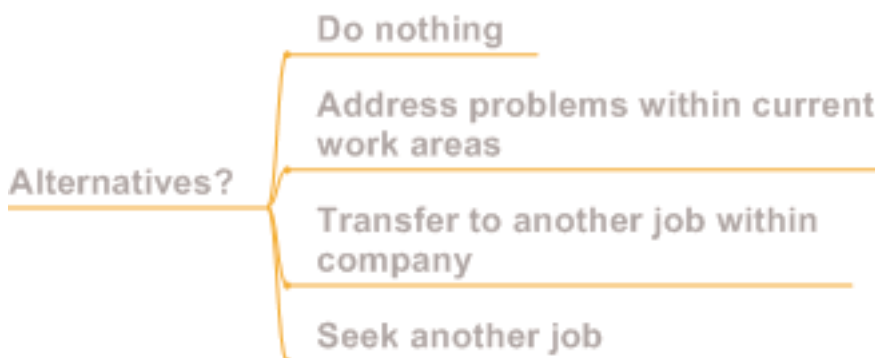 Do nothing
Address problems within current
work areas
Alternatives?
Transfer to another job within
company
Seek another job